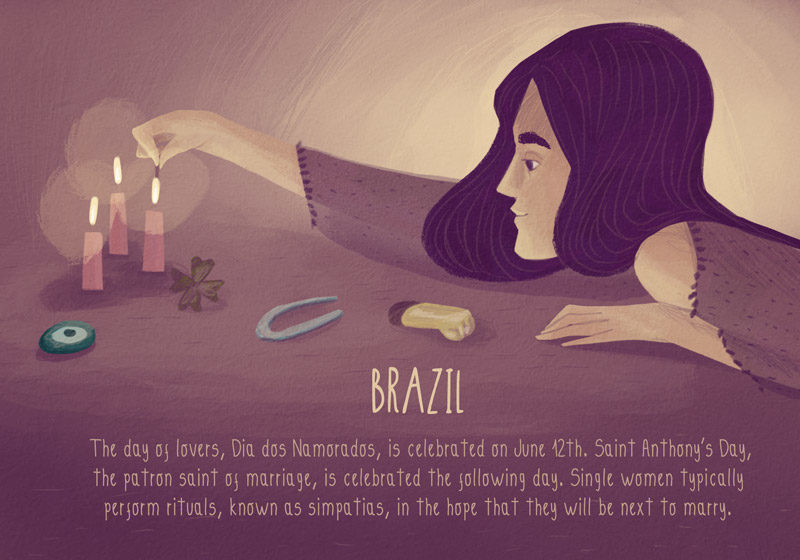 BRAZIL
The day of lovers, Dia dos Namorados, is celebrated on June 12th. Saint Anthony's Day,
the patron saint of marriage, is celebrated the following day. Single women typically
perform rituals, known as simpatias, in the hope that they will be next to marry.